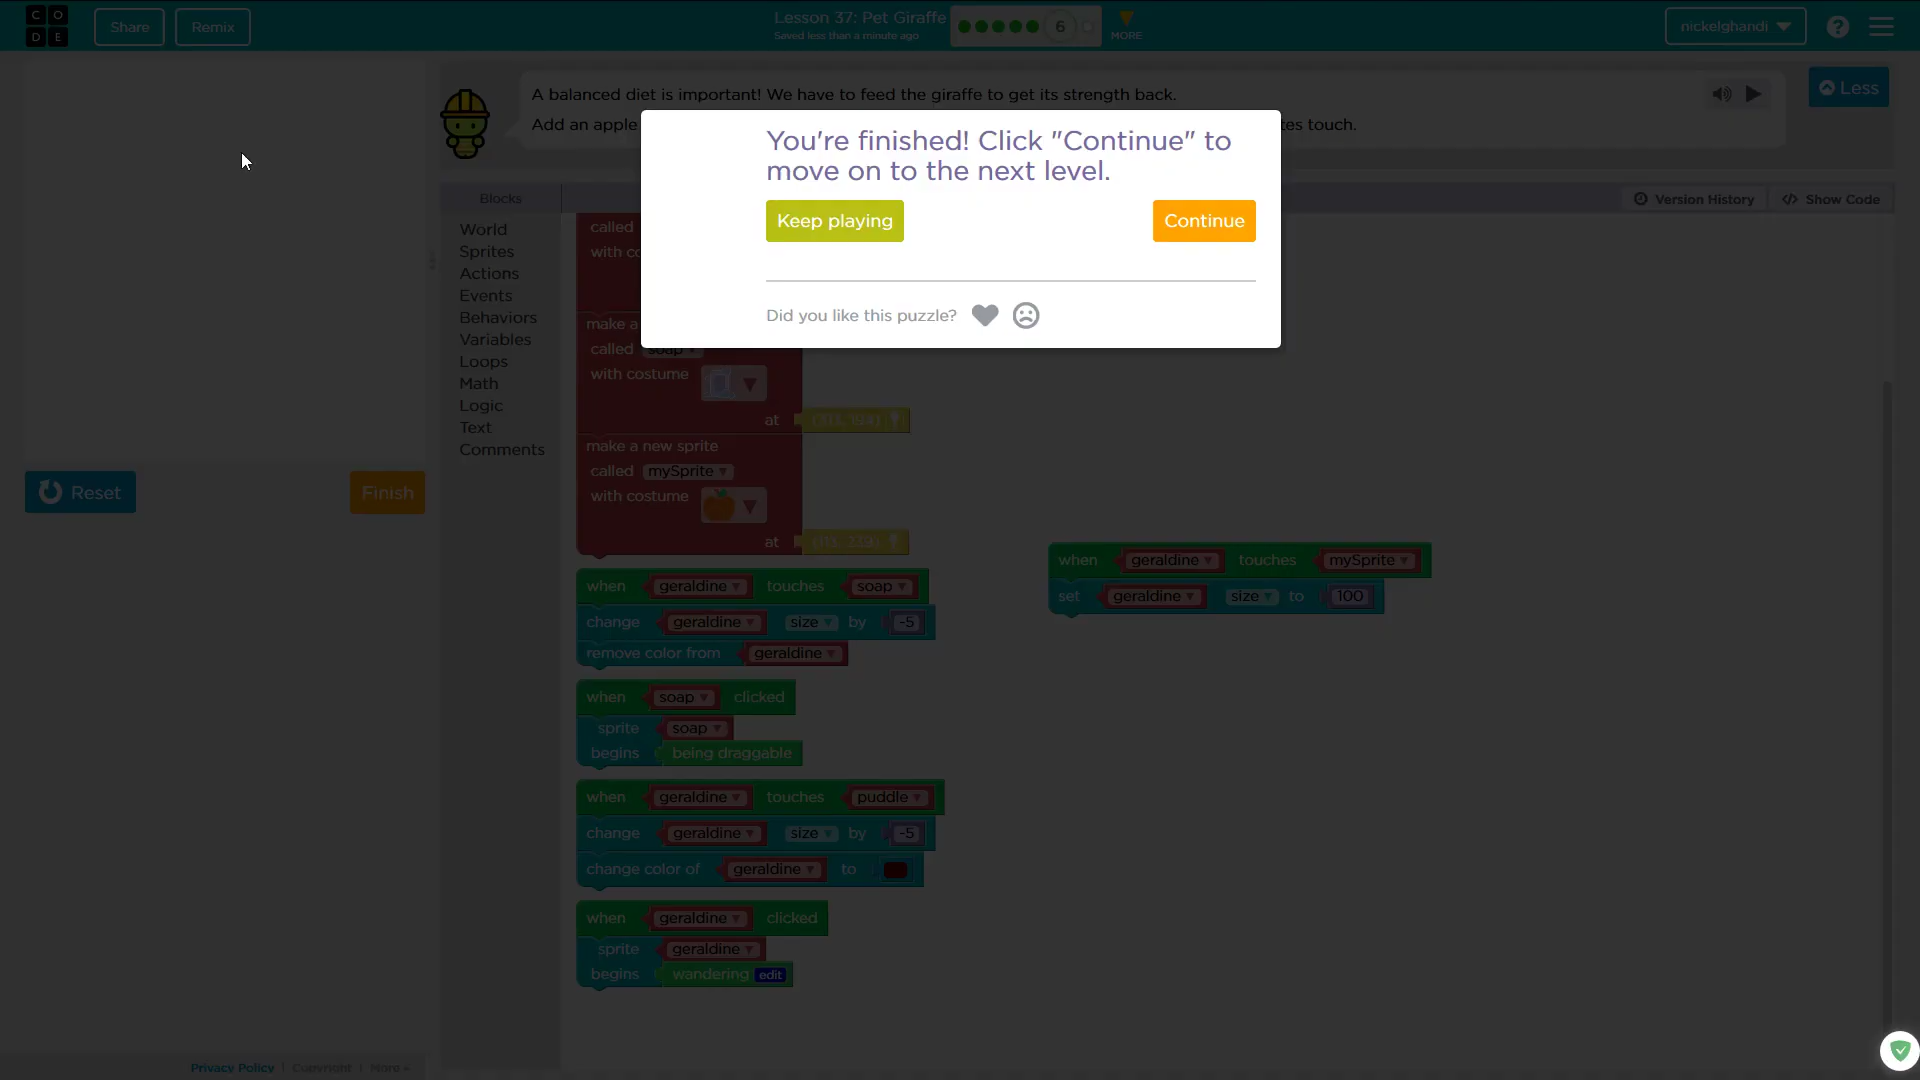 C O
D E
Share
Remix
Lesson 37: Pet Giraffe
Saved less than a minute ago
6
MORE
nickelghandi
?
A balanced diet is important! We have to feed the giraffe to get its strength back.
Add an apple
tes touch.
Less
You're finished! Click "Continue" to
move on to the next level.
Keep playing
Continue
Did you like this puzzle?
Blocks
Version History
Show Code
World
Sprites
Actions
Events
Behaviors
Variables
Loops
Math
Logic
Text
Comments
Reset
Finish
called
with co
make a
called soap
with costume
at
make a new sprite
called mySprite
with costume
at
when geraldine touches soap
change geraldine size by -5
remove color from geraldine
when soap clicked
sprite soap
begins being draggable
when geraldine touches puddle
change geraldine size by -5
change color of geraldine to
when geraldine clicked
sprite geraldine
begins wandering edit
when geraldine touches mySprite
set geraldine size to 100
Privacy Policy | Copyright | More